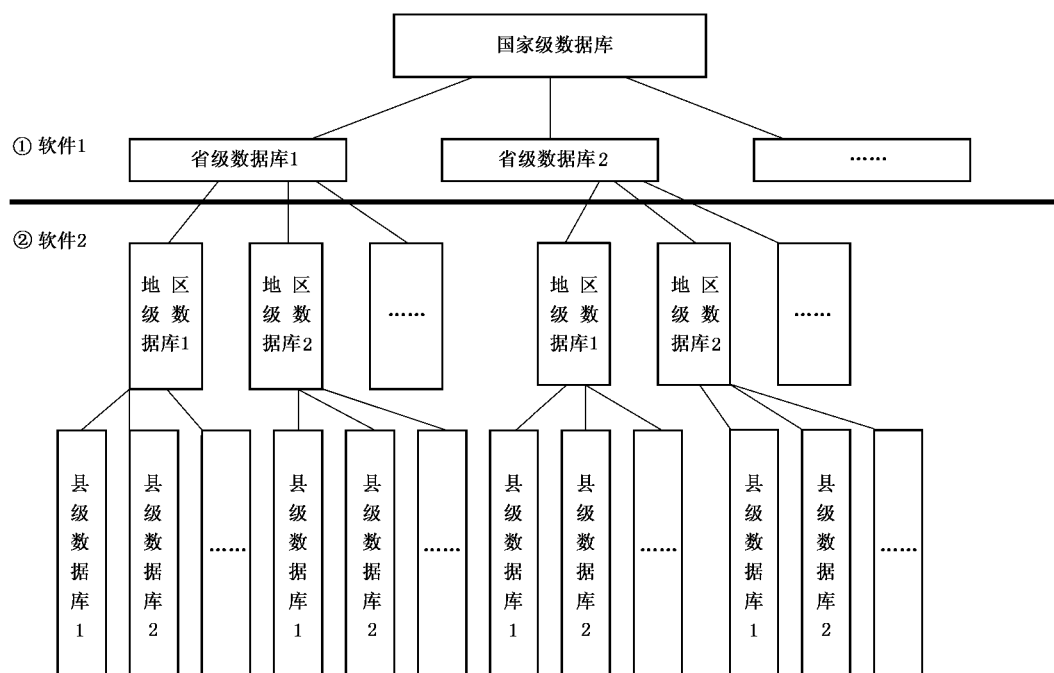 国家级数据库
① 软件1
省级数据库1
省级数据库2
……
② 软件2
地区
级数
据库1
地区
级数
据库2
……
地区
级数
据库1
地区
级数
据库2
……
县
级
数
据
库
1
县
级
数
据
库
2
……
县
级
数
据
库
1
县
级
数
据
库
2
……
县
级
数
据
库
1
县
级
数
据
库
2
……
县
级
数
据
库
1
县
级
数
据
库
2
……